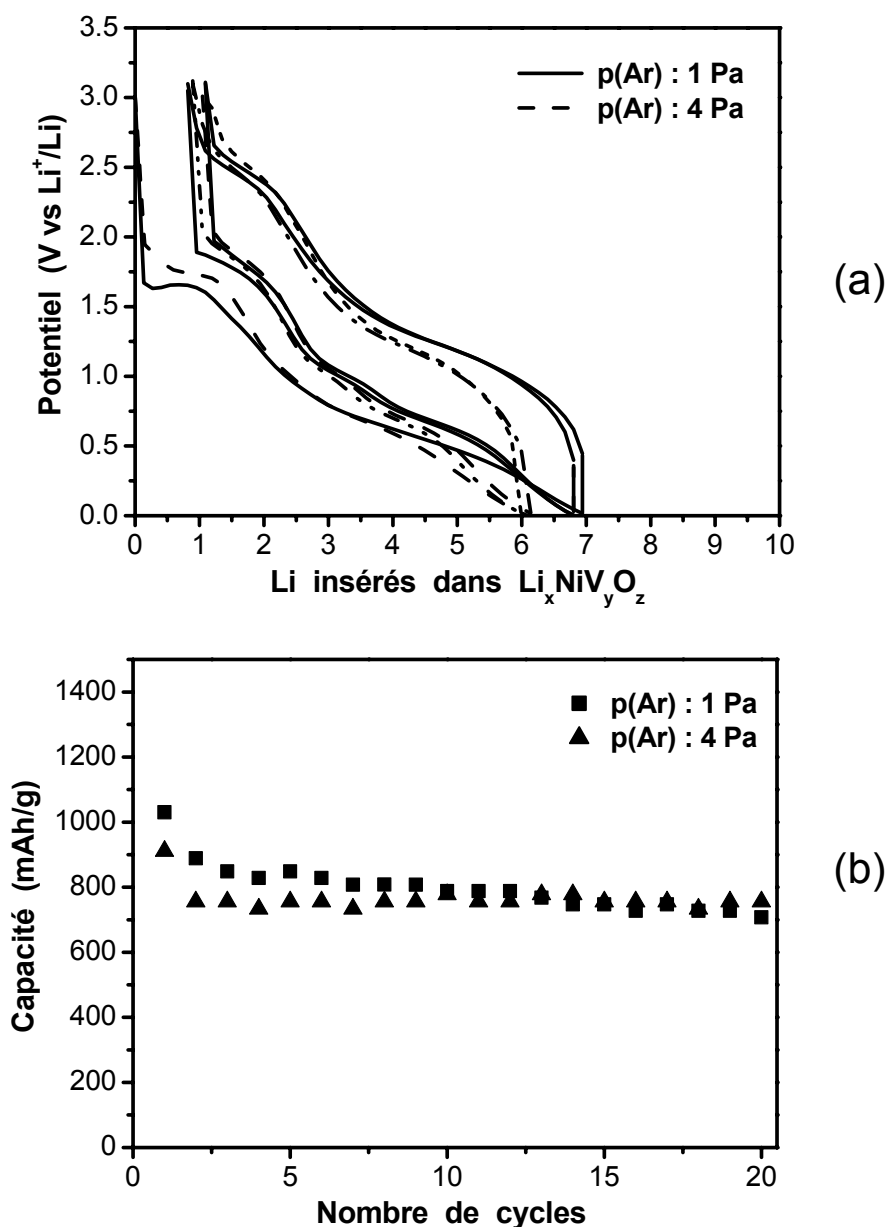 3.5
3.0
2.5
2.0
1.5
1.0
0.5
0.0
Potentiel (V vs Li⁺/Li)
p(Ar) : 1 Pa
p(Ar) : 4 Pa
(a)
0 1 2 3 4 5 6 7 8 9 10
Li insérés dans LiₓNiVᵧO_z
1400
1200
1000
800
600
400
200
0
Capacité (mAh/g)
p(Ar) : 1 Pa
p(Ar) : 4 Pa
(b)
0 5 10 15 20
Nombre de cycles